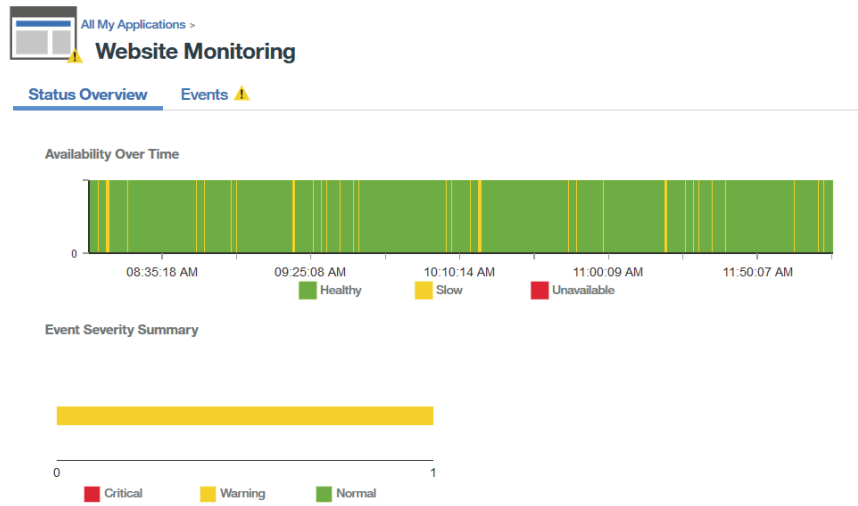 All My Applications >
Website Monitoring
Status Overview Events
Availability Over Time
0
08:35:18 AM 09:25:08 AM 10:10:14 AM 11:00:09 AM 11:50:07 AM
Healthy Slow Unavailable
Event Severity Summary
0 1
Critical Warning Normal